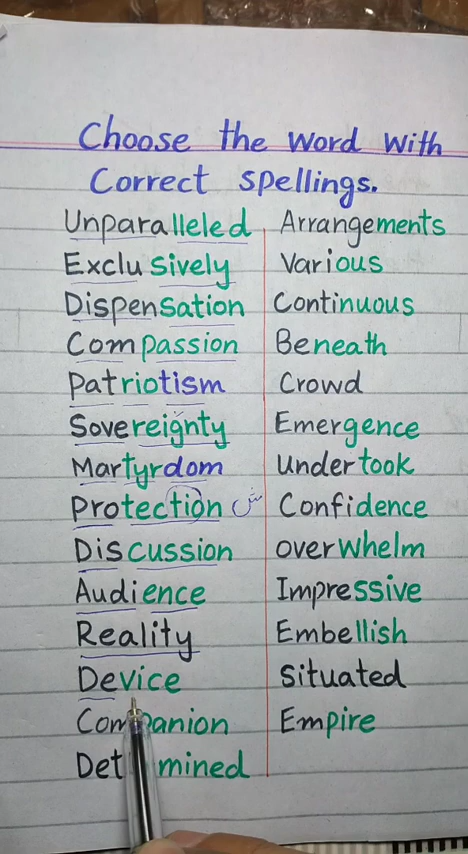 Choose the word with
Correct spellings.
Unparalleled
Exclusively
Dispensation
Compassion
Patriotism
Sovereignty
Martyrdom
Protection ش
Discussion
Audience
Reality
Device
Companion
Determined
Arrangements
Various
Continuous
Beneath
Crowd
Emergence
Undertook
Confidence
overwhelm
Impressive
Embellish
Situated
Empire